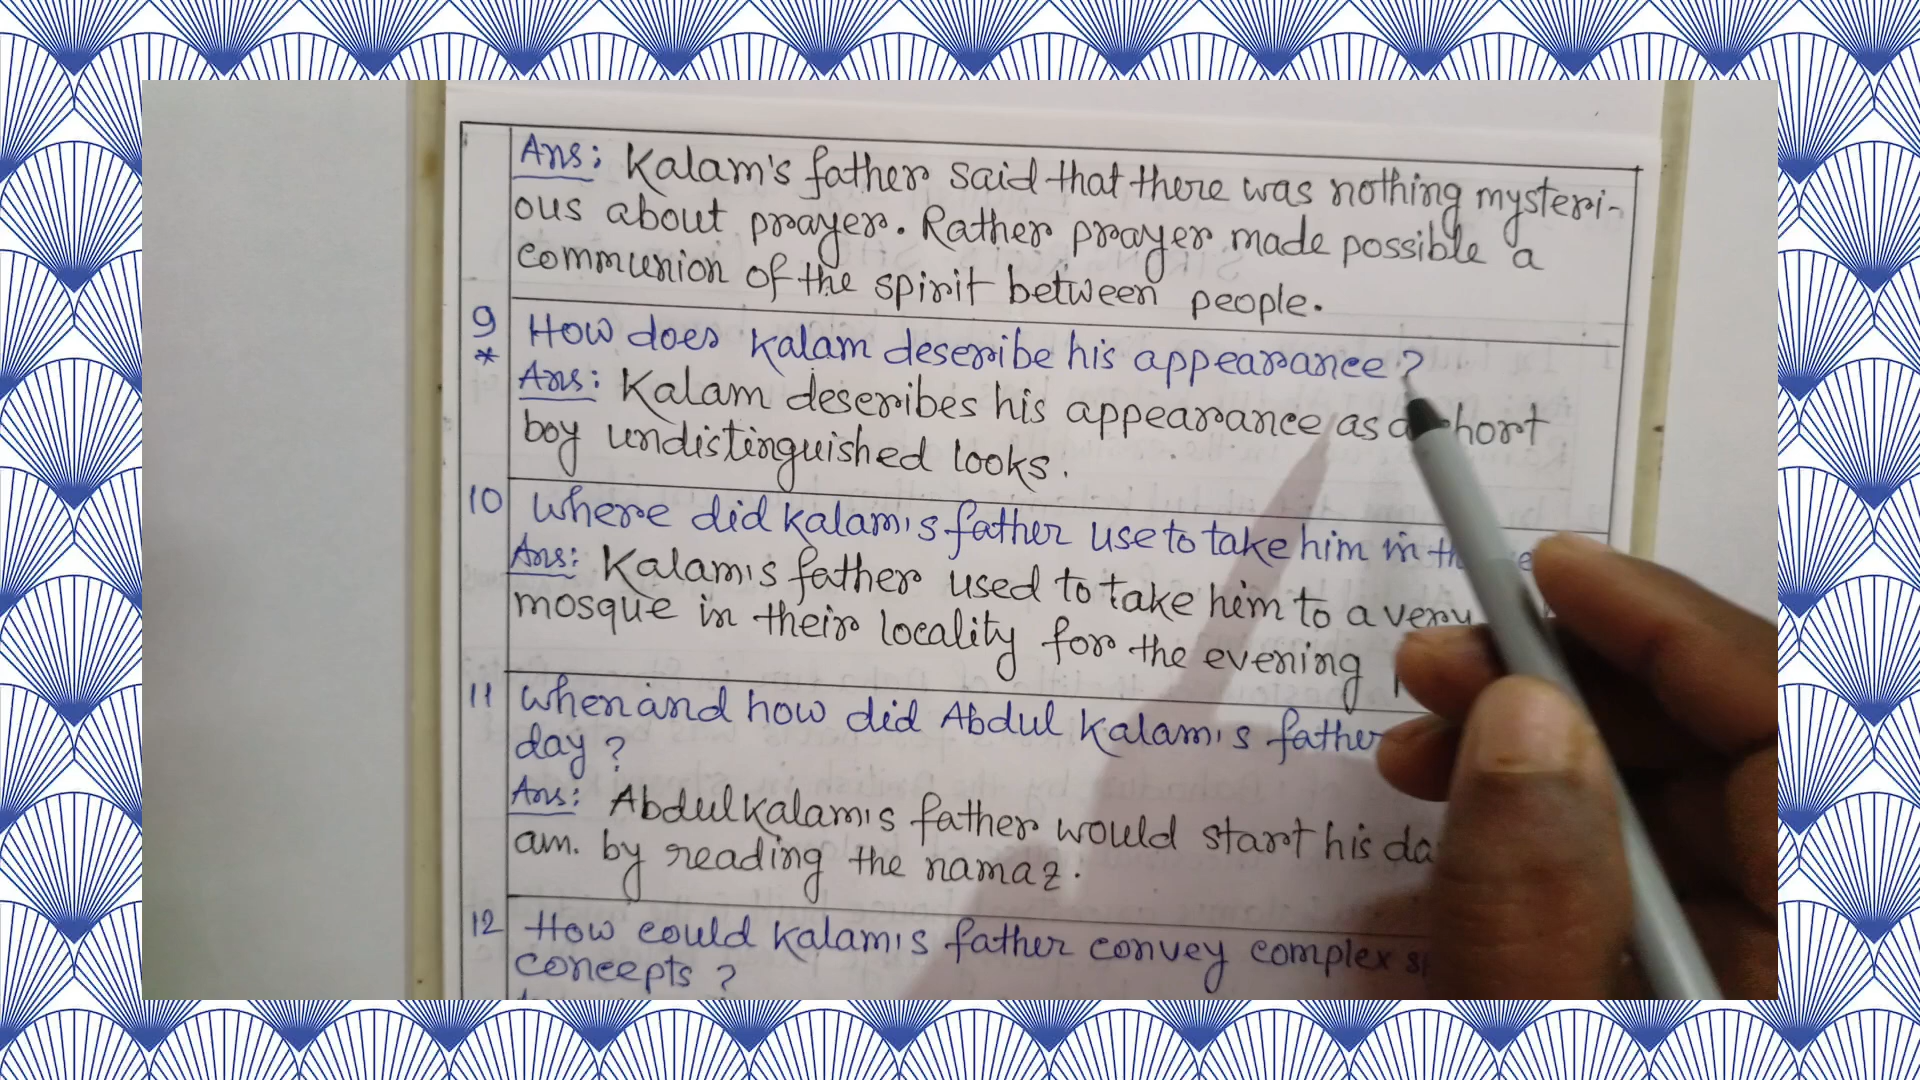 Ans: Kalam's father said that there was nothing mysteri-
ous about prayer. Rather prayer made possible a
communion of the spirit between people.
9 How does Kalam describe his appearance?
* Ans: Kalam describes his appearance as a short
boy undistinguished looks.
10 Where did Kalam's father use to take him in the
Ans: Kalam's father used to take him to a very
mosque in their locality for the evening
11 When and how did Abdul Kalam's father
day?
Ans: Abdul Kalam's father would start his
am. by reading the namaz.
12 How could Kalam's father convey complex
concepts?